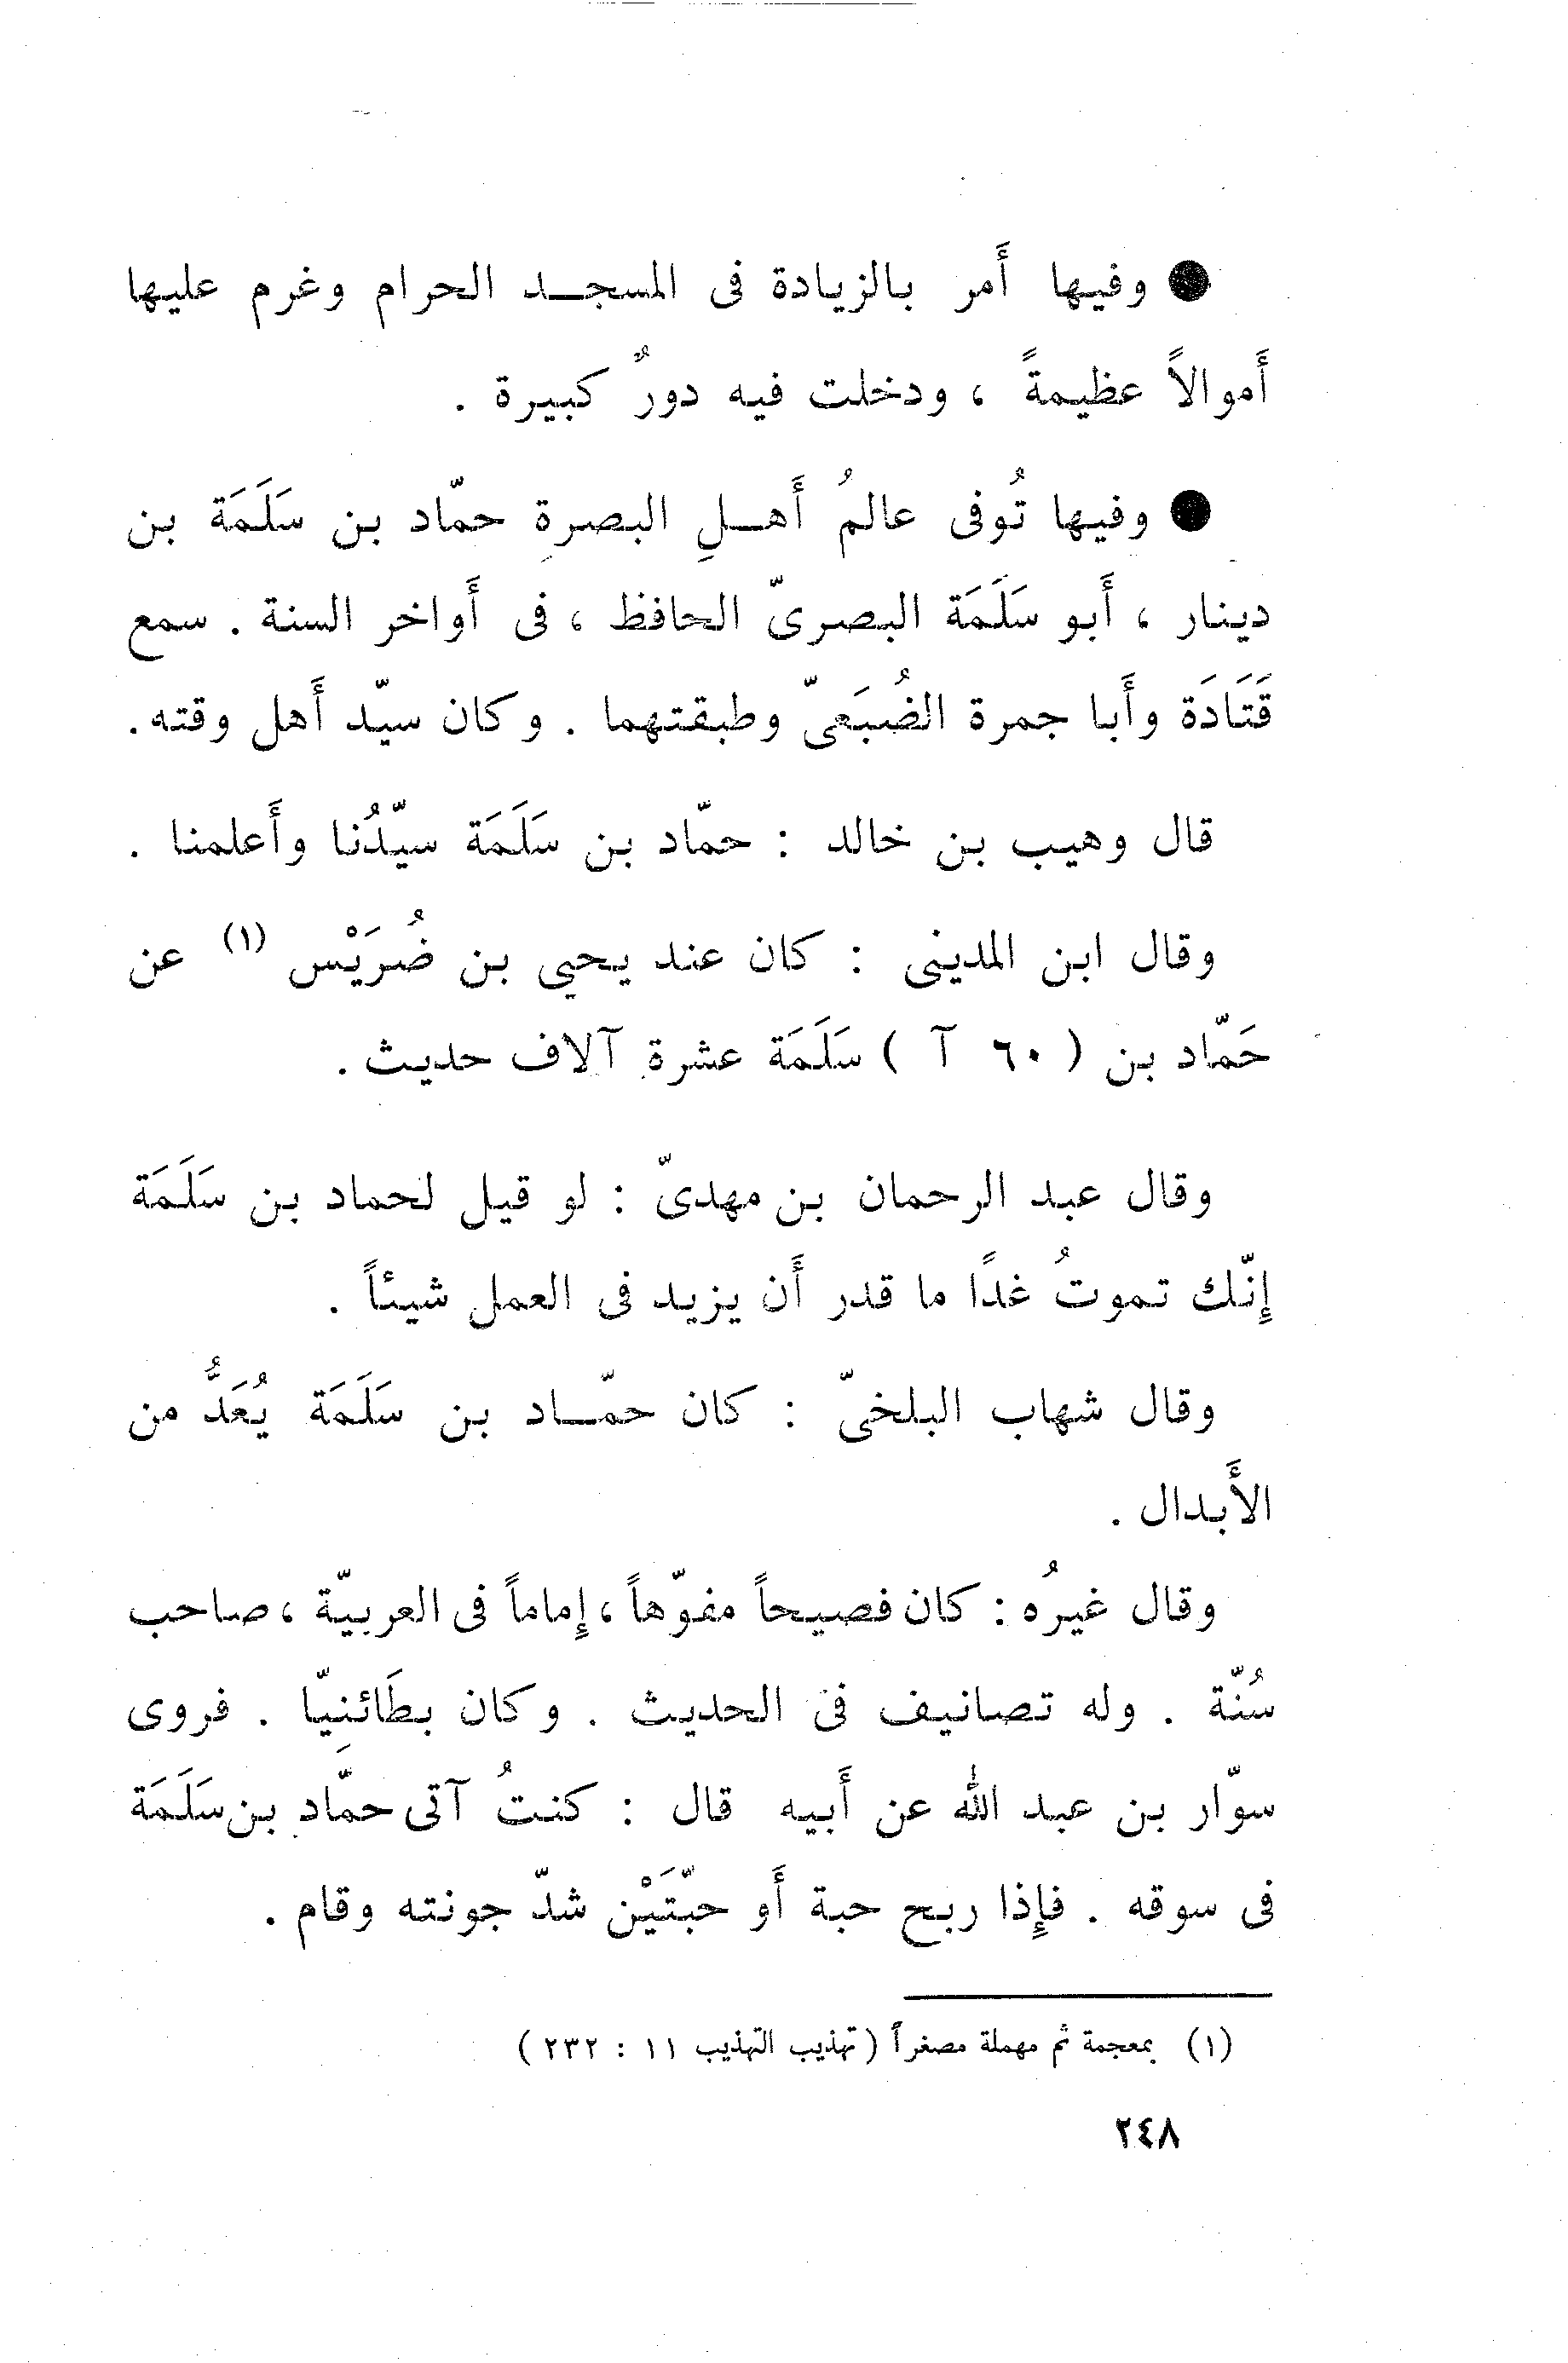 ● وفيها أَمر بالزيادة فى المسجـد الحرام وغرم عليها
أَموالاً عظيمةً ، ودخلت فيه دورٌ كبيرة .
● وفيها تُوفى عالمُ أَهـلِ البصرةِ حمّاد بن سَلَمَة بن
دينار ، أَبو سَلَمَة البصرىّ الحافظ ، فى أَواخر السنة . سمع
قَتَادَة وأَبا جمرة الضُبَعىّ وطبقتهما . وكان سيّد أَهل وقته .
قال وهيب بن خالد : حمّاد بن سَلَمَة سيّدُنا وأَعلمنا .
وقال ابن المدينى : كان عند يحيي بن ضُرَيْس (١) عن
حَمّاد بن ( ٦٠ آ ) سَلَمَة عشرة آلاف حديث .
وقال عبد الرحمان بن مهدىّ : لو قيل لحماد بن سَلَمَة
إِنّك تموتُ غدًا ما قدر أَن يزيد فى العمل شيئاً .
وقال شهاب البلخىّ : كان حمّـاد بن سَلَمَة يُعَدُّ من
الأَبدال .
وقال غيرُه : كان فصيحاً مفوّهاً ، إِماماً فى العربيّة ، صاحب
سُنّة . وله تصانيف فى الحديث . وكان بطَائنِيّا . فروى
سوّار بن عبد الله عن أَبيه قال : كنتُ آتى حمّاد بن سَلَمَة
فى سوقه . فإِذا ربح حبة أَو حبّتَيْن شدّ جونته وقام .
(١) بمعجمة ثم مهملة مصغراً ( تهذيب التهذيب ١١ : ٢٣٢ )
٢٤٨